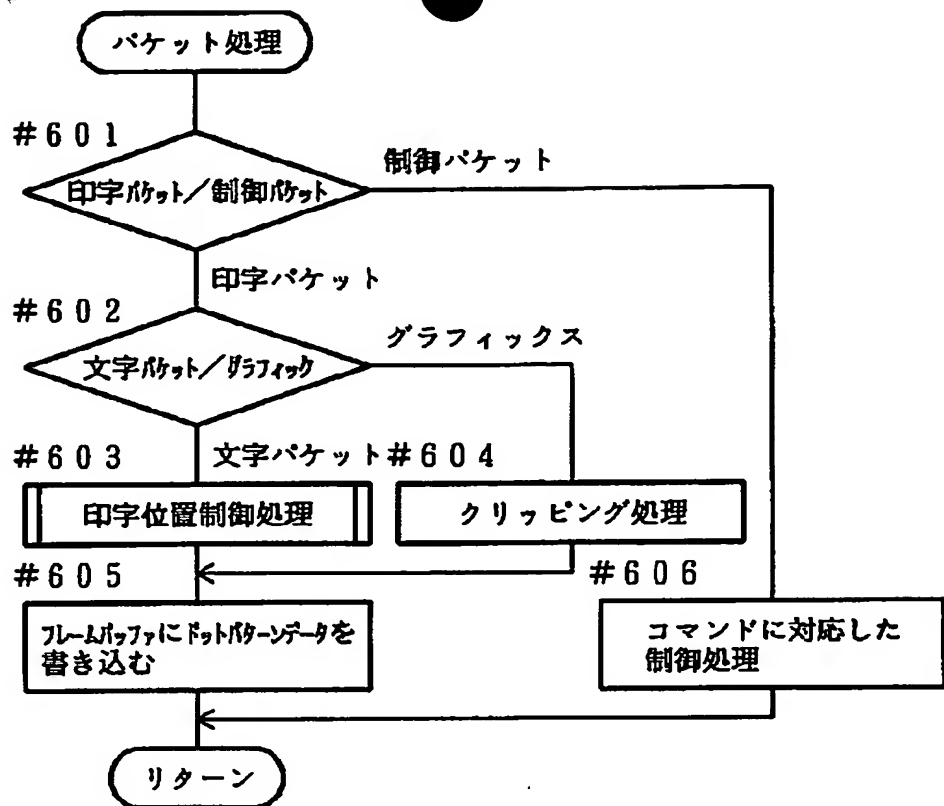 パケット処理
#601
制御パケット
印字パケット/制御パケット
印字パケット
#602
グラフィックス
文字パケット/グラフィック
#603
文字パケット
#604
印字位置制御処理
クリッピング処理
#605
#606
フレームバッファにドットパターンデータを
書き込む
コマンドに対応した
制御処理
リターン